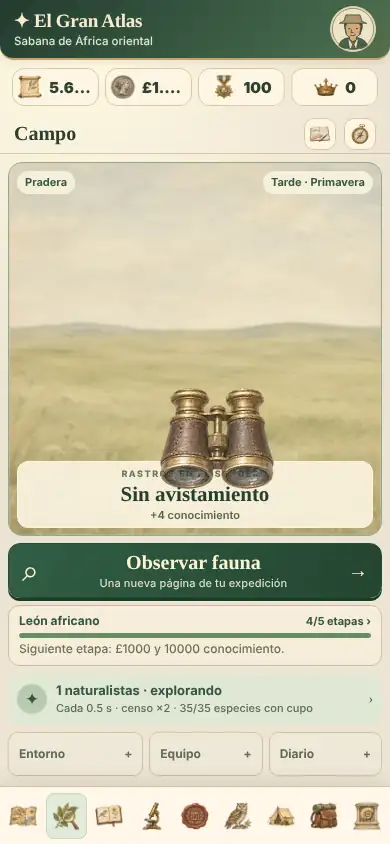 ✦ El Gran Atlas
Sabana de África oriental
5.6…
£1.…
100
0
Campo
Pradera
Tarde · Primavera
Sin avistamiento
+4 conocimiento
Observar fauna
Una nueva página de tu expedición
→
León africano
4/5 etapas ›
Siguiente etapa: £1000 y 10000 conocimiento.
✦
1 naturalistas · explorando
Cada 0.5 s · censo ×2 · 35/35 especies con cupo
›
Entorno +
Equipo +
Diario +